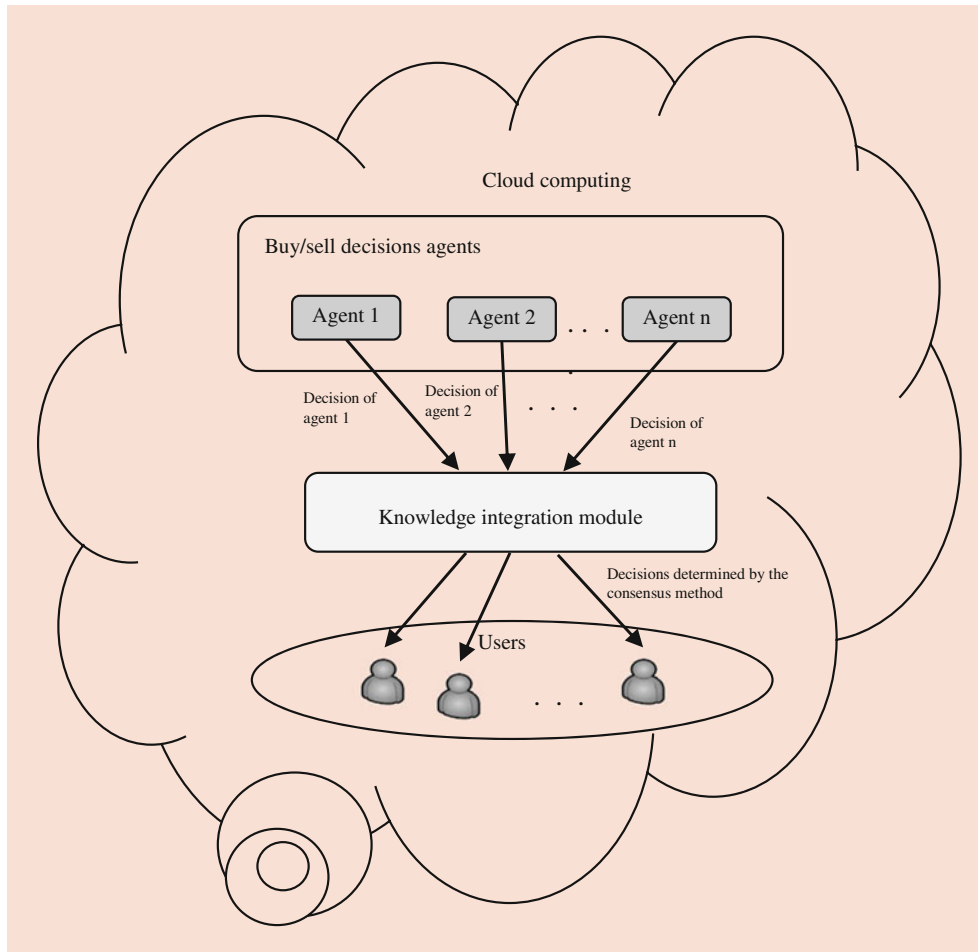 Cloud computing
Buy/sell decisions agents
Agent 1
Agent 2
. . .
Agent n
.
Decision of
agent 1
Decision of
agent 2
. . .
Decision of
agent n
Knowledge integration module
Decisions determined by the
consensus method
Users
. . .